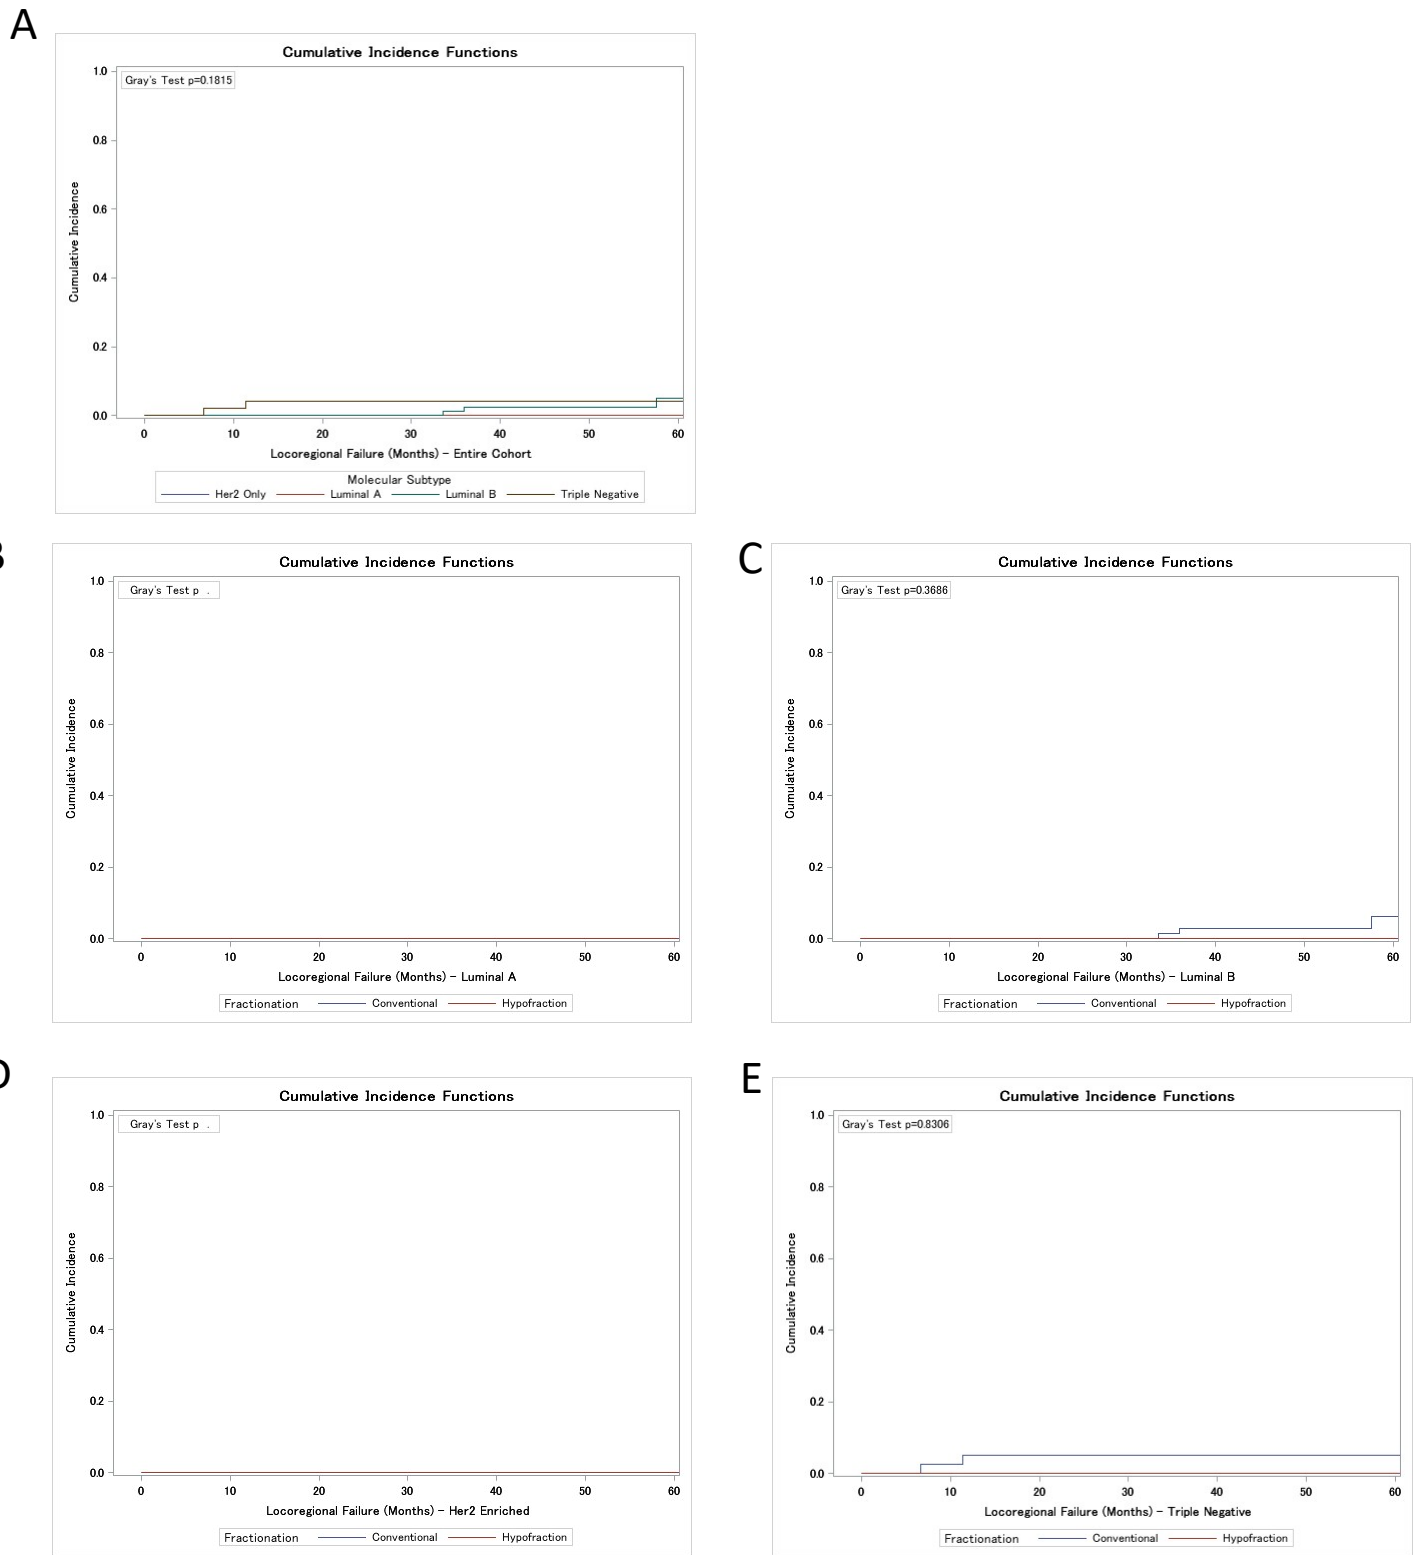 A
Cumulative Incidence Functions
Gray's Test p=0.1815
1.0
0.8
0.6
0.4
0.2
0.0
Cumulative Incidence
0 10 20 30 40 50 60
Locoregional Failure (Months) - Entire Cohort
Molecular Subtype
Her2 Only Luminal A Luminal B Triple Negative
B
Cumulative Incidence Functions
Gray's Test p .
1.0
0.8
0.6
0.4
0.2
0.0
Cumulative Incidence
0 10 20 30 40 50 60
Locoregional Failure (Months) - Luminal A
Fractionation Conventional Hypofraction
C
Cumulative Incidence Functions
Gray's Test p=0.3686
1.0
0.8
0.6
0.4
0.2
0.0
Cumulative Incidence
0 10 20 30 40 50 60
Locoregional Failure (Months) - Luminal B
Fractionation Conventional Hypofraction
D
Cumulative Incidence Functions
Gray's Test p .
1.0
0.8
0.6
0.4
0.2
0.0
Cumulative Incidence
0 10 20 30 40 50 60
Locoregional Failure (Months) - Her2 Enriched
Fractionation Conventional Hypofraction
E
Cumulative Incidence Functions
Gray's Test p=0.8306
1.0
0.8
0.6
0.4
0.2
0.0
Cumulative Incidence
0 10 20 30 40 50 60
Locoregional Failure (Months) - Triple Negative
Fractionation Conventional Hypofraction